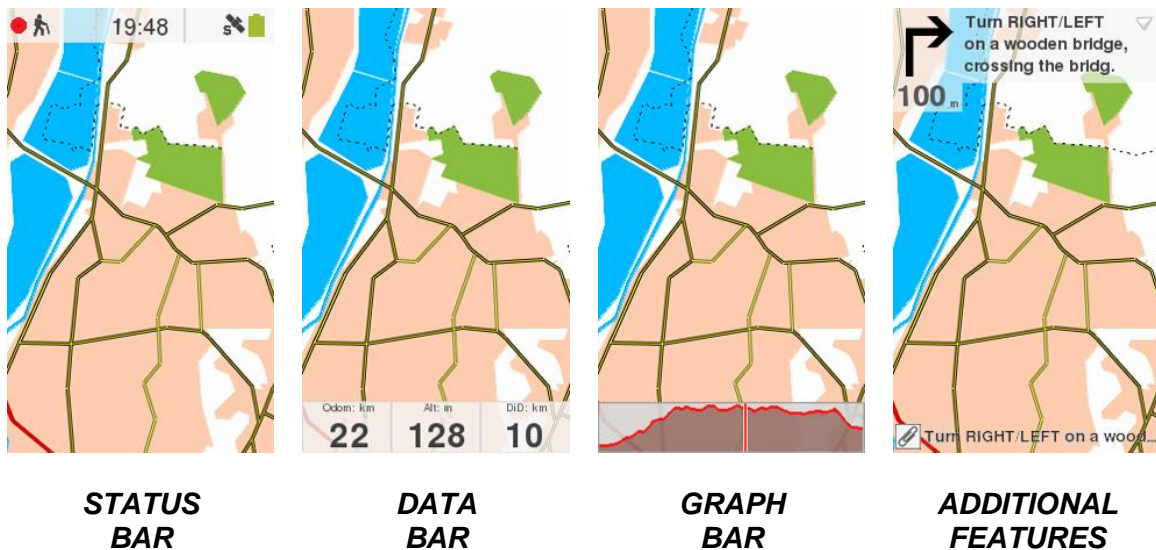 19:48
S
Odom: km
Alt: m
DiD: km
22
128
10
Turn RIGHT/LEFT
on a wooden bridge,
crossing the bridg.
100 m
Turn RIGHT/LEFT on a wood...
STATUS
BAR
DATA
BAR
GRAPH
BAR
ADDITIONAL
FEATURES